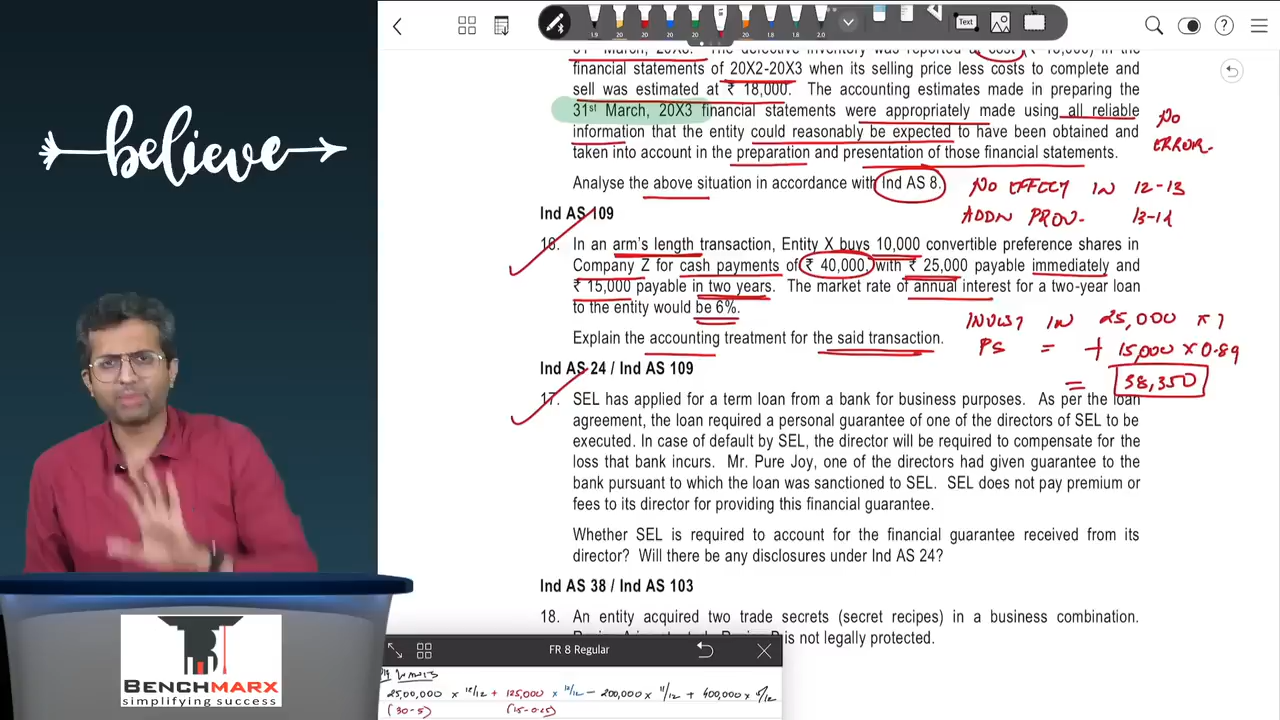 believe
BENCHMARX
simplifying success
Text
financial statements of 20X2-20X3 when its selling price less costs to complete and
sell was estimated at ₹ 18,000. The accounting estimates made in preparing the
31st March, 20X3 financial statements were appropriately made using all reliable
information that the entity could reasonably be expected to have been obtained and
taken into account in the preparation and presentation of those financial statements.
NO
ERROR.
Analyse the above situation in accordance with Ind AS 8.
NO EFFECT IN 12-13
ADDN PROV. 13-14
Ind AS 109
16. In an arm's length transaction, Entity X buys 10,000 convertible preference shares in
Company Z for cash payments of ₹ 40,000, with ₹ 25,000 payable immediately and
₹ 15,000 payable in two years. The market rate of annual interest for a two-year loan
to the entity would be 6%.
Explain the accounting treatment for the said transaction.
INVST IN 25,000 × 1
PS = + 15,000 × 0.89
= 38,350
Ind AS 24 / Ind AS 109
17. SEL has applied for a term loan from a bank for business purposes. As per the loan
agreement, the loan required a personal guarantee of one of the directors of SEL to be
executed. In case of default by SEL, the director will be required to compensate for the
loss that bank incurs. Mr. Pure Joy, one of the directors had given guarantee to the
bank pursuant to which the loan was sanctioned to SEL. SEL does not pay premium or
fees to its director for providing this financial guarantee.
Whether SEL is required to account for the financial guarantee received from its
director? Will there be any disclosures under Ind AS 24?
Ind AS 38 / Ind AS 103
18. An entity acquired two trade secrets (secret recipes) in a business combination.
is not legally protected.
FR 8 Regular
25,00,000 × 12/12 + 125,000 × 12/12 - 200,000 × 11/12 + 400,000 ×
(30-5) (15-0.25)